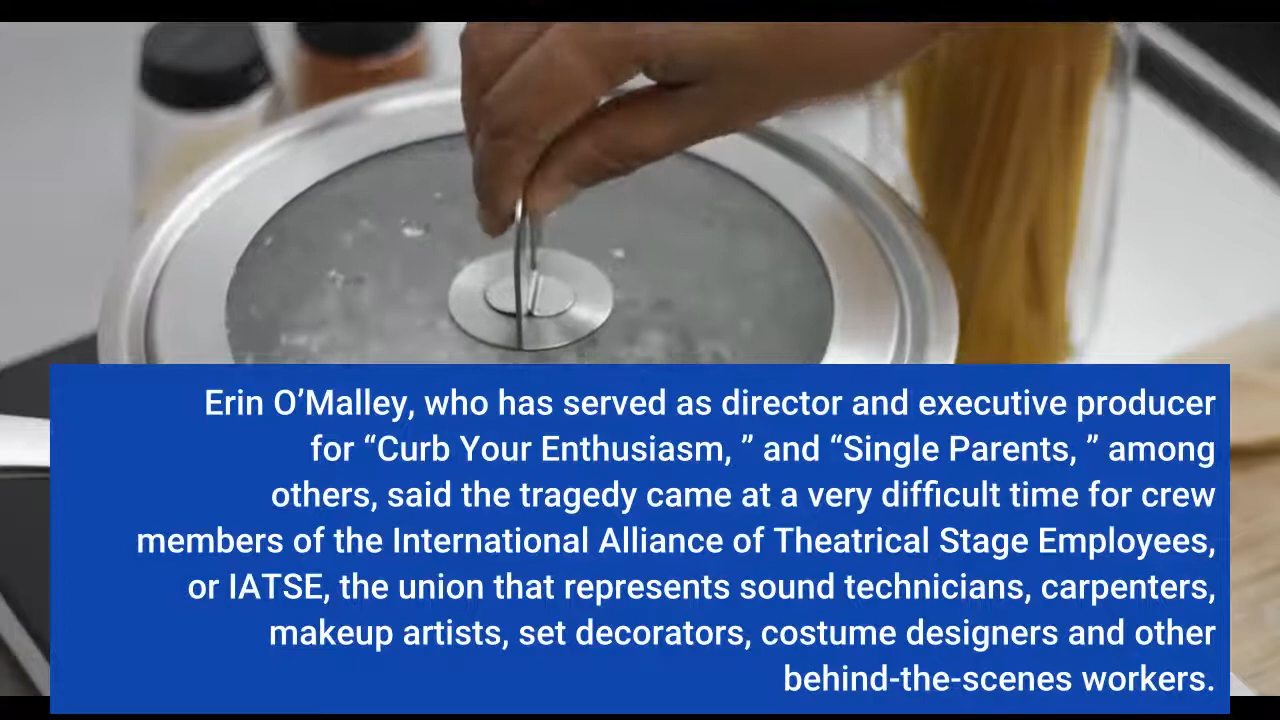 Erin O’Malley, who has served as director and executive producer
for “Curb Your Enthusiasm, ” and “Single Parents, ” among
others, said the tragedy came at a very difficult time for crew
members of the International Alliance of Theatrical Stage Employees,
or IATSE, the union that represents sound technicians, carpenters,
makeup artists, set decorators, costume designers and other
behind-the-scenes workers.